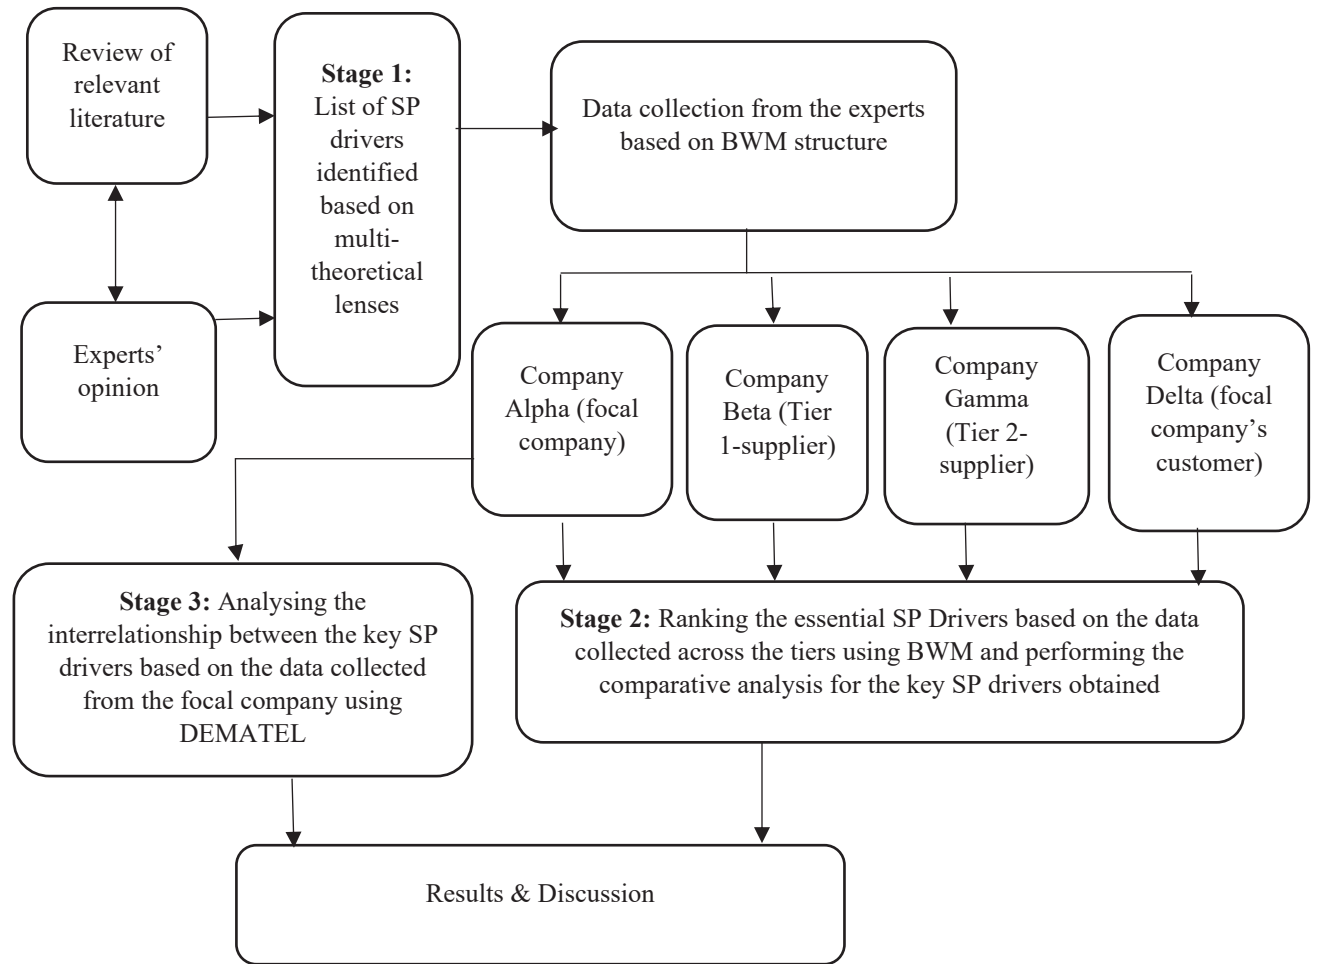 Review of
relevant
literature
Stage 1:
List of SP
drivers
identified
based on
multi-
theoretical
lenses
Data collection from the experts
based on BWM structure
Experts’
opinion
Company
Alpha (focal
company)
Company
Beta (Tier
1-supplier)
Company
Gamma
(Tier 2-
supplier)
Company
Delta (focal
company’s
customer)
Stage 3: Analysing the
interrelationship between the key SP
drivers based on the data collected
from the focal company using
DEMATEL
Stage 2: Ranking the essential SP Drivers based on the data
collected across the tiers using BWM and performing the
comparative analysis for the key SP drivers obtained
Results & Discussion